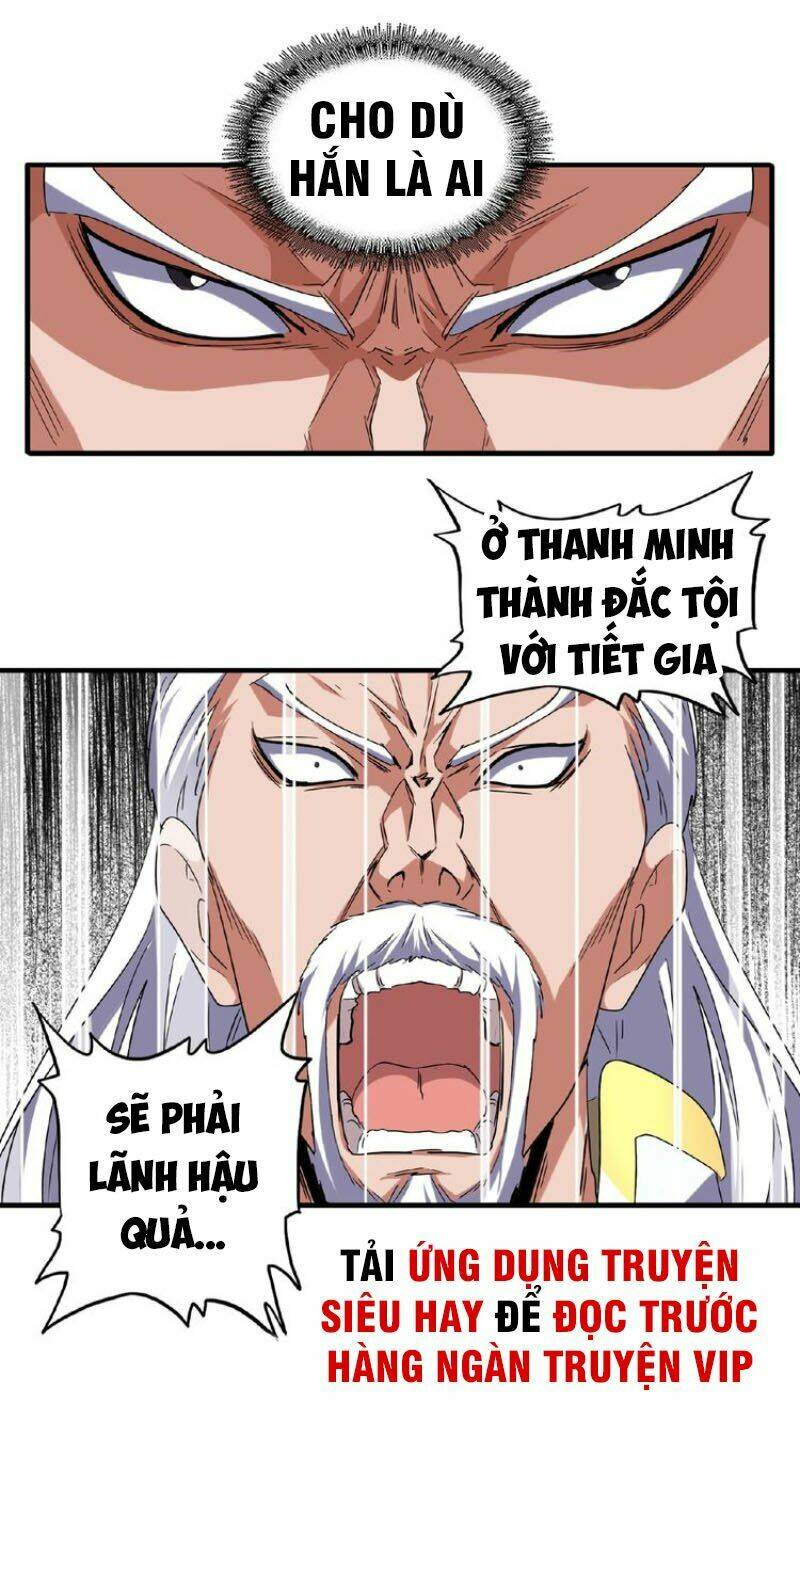 CHO DÙ
HẮN LÀ AI
Ở THANH MINH
THÀNH ĐẮC TỘI
VỚI TIẾT GIA
SẼ PHẢI
LÃNH HẬU
QUẢ...
TẢI ỨNG DỤNG TRUYỆN
SIÊU HAY ĐỂ ĐỌC TRƯỚC
HÀNG NGÀN TRUYỆN VIP